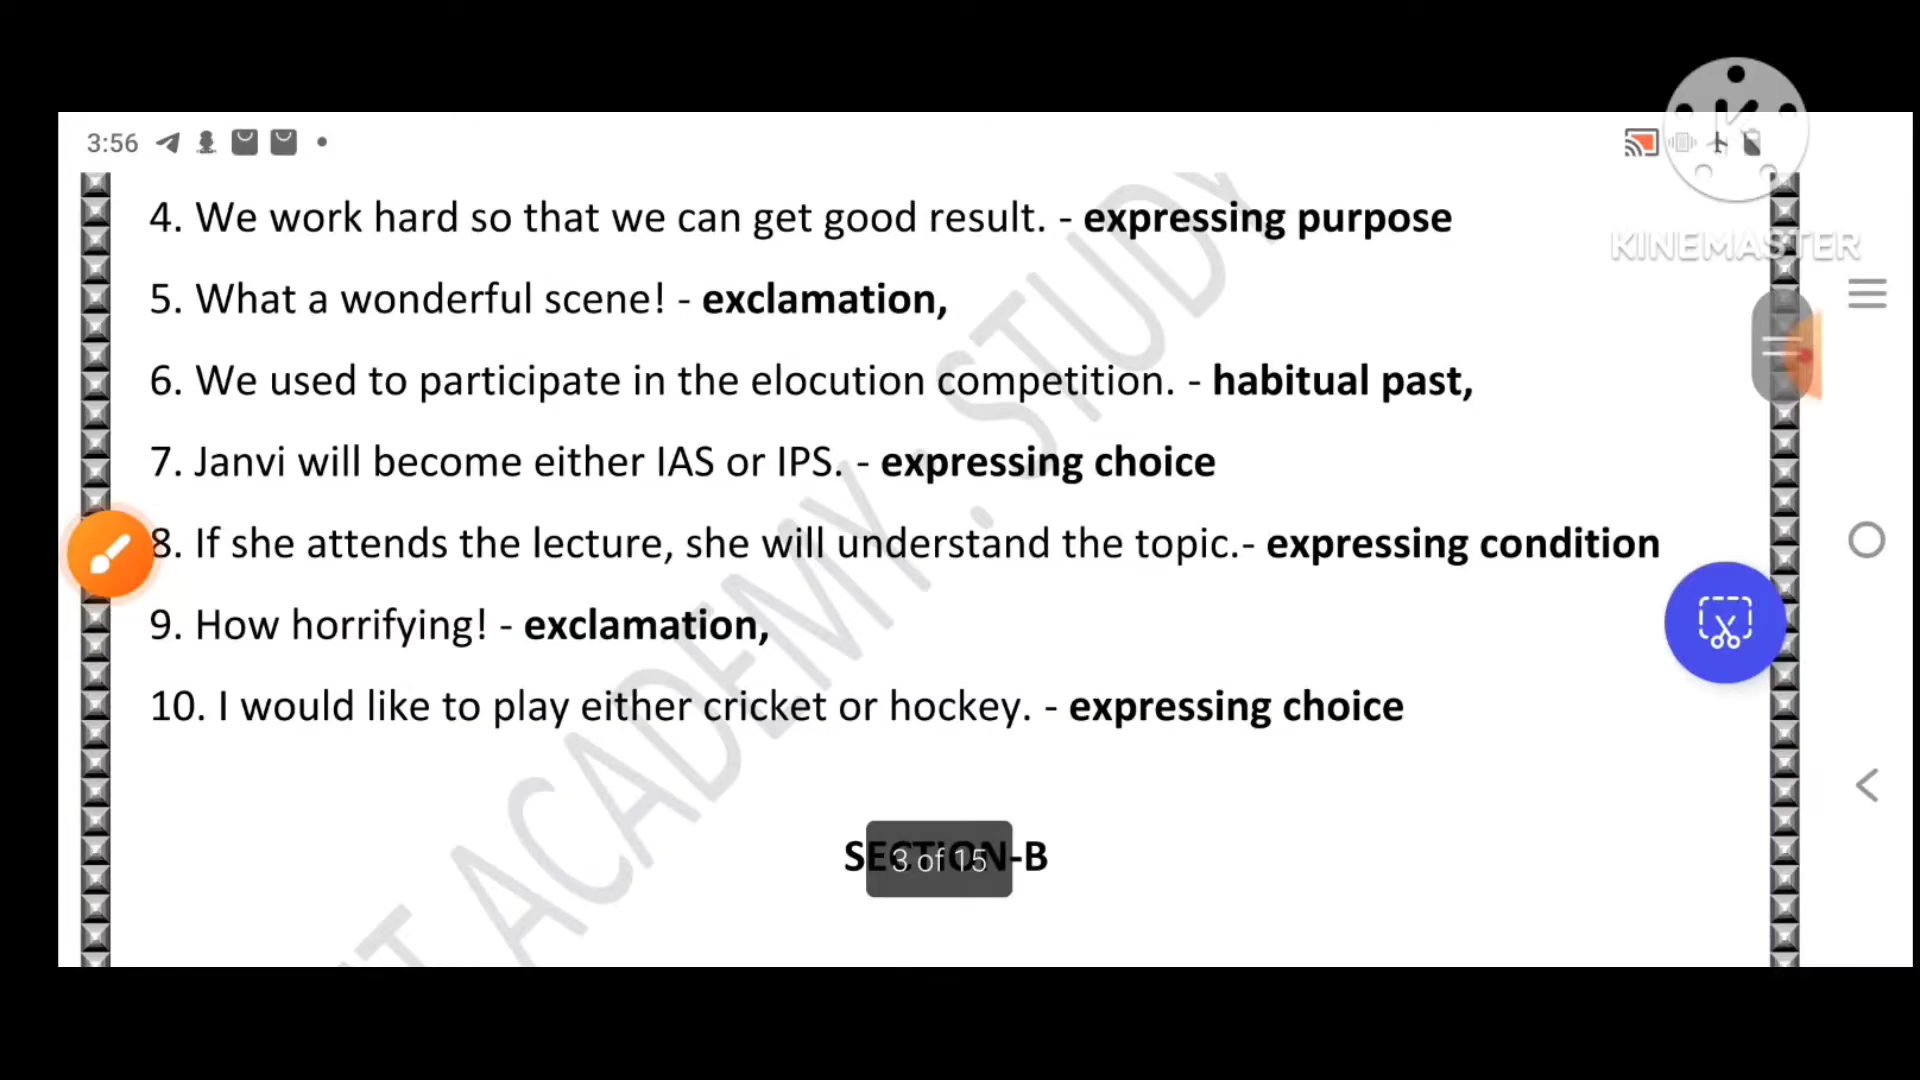 3:56
KINEMASTER
4. We work hard so that we can get good result. - expressing purpose
5. What a wonderful scene! - exclamation,
6. We used to participate in the elocution competition. - habitual past,
7. Janvi will become either IAS or IPS. - expressing choice
8. If she attends the lecture, she will understand the topic.- expressing condition
9. How horrifying! - exclamation,
10. I would like to play either cricket or hockey. - expressing choice
SECTION-B
3 of 15
ACADEMY : STUDY